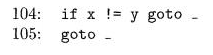 104: if x != y goto _
105: goto _